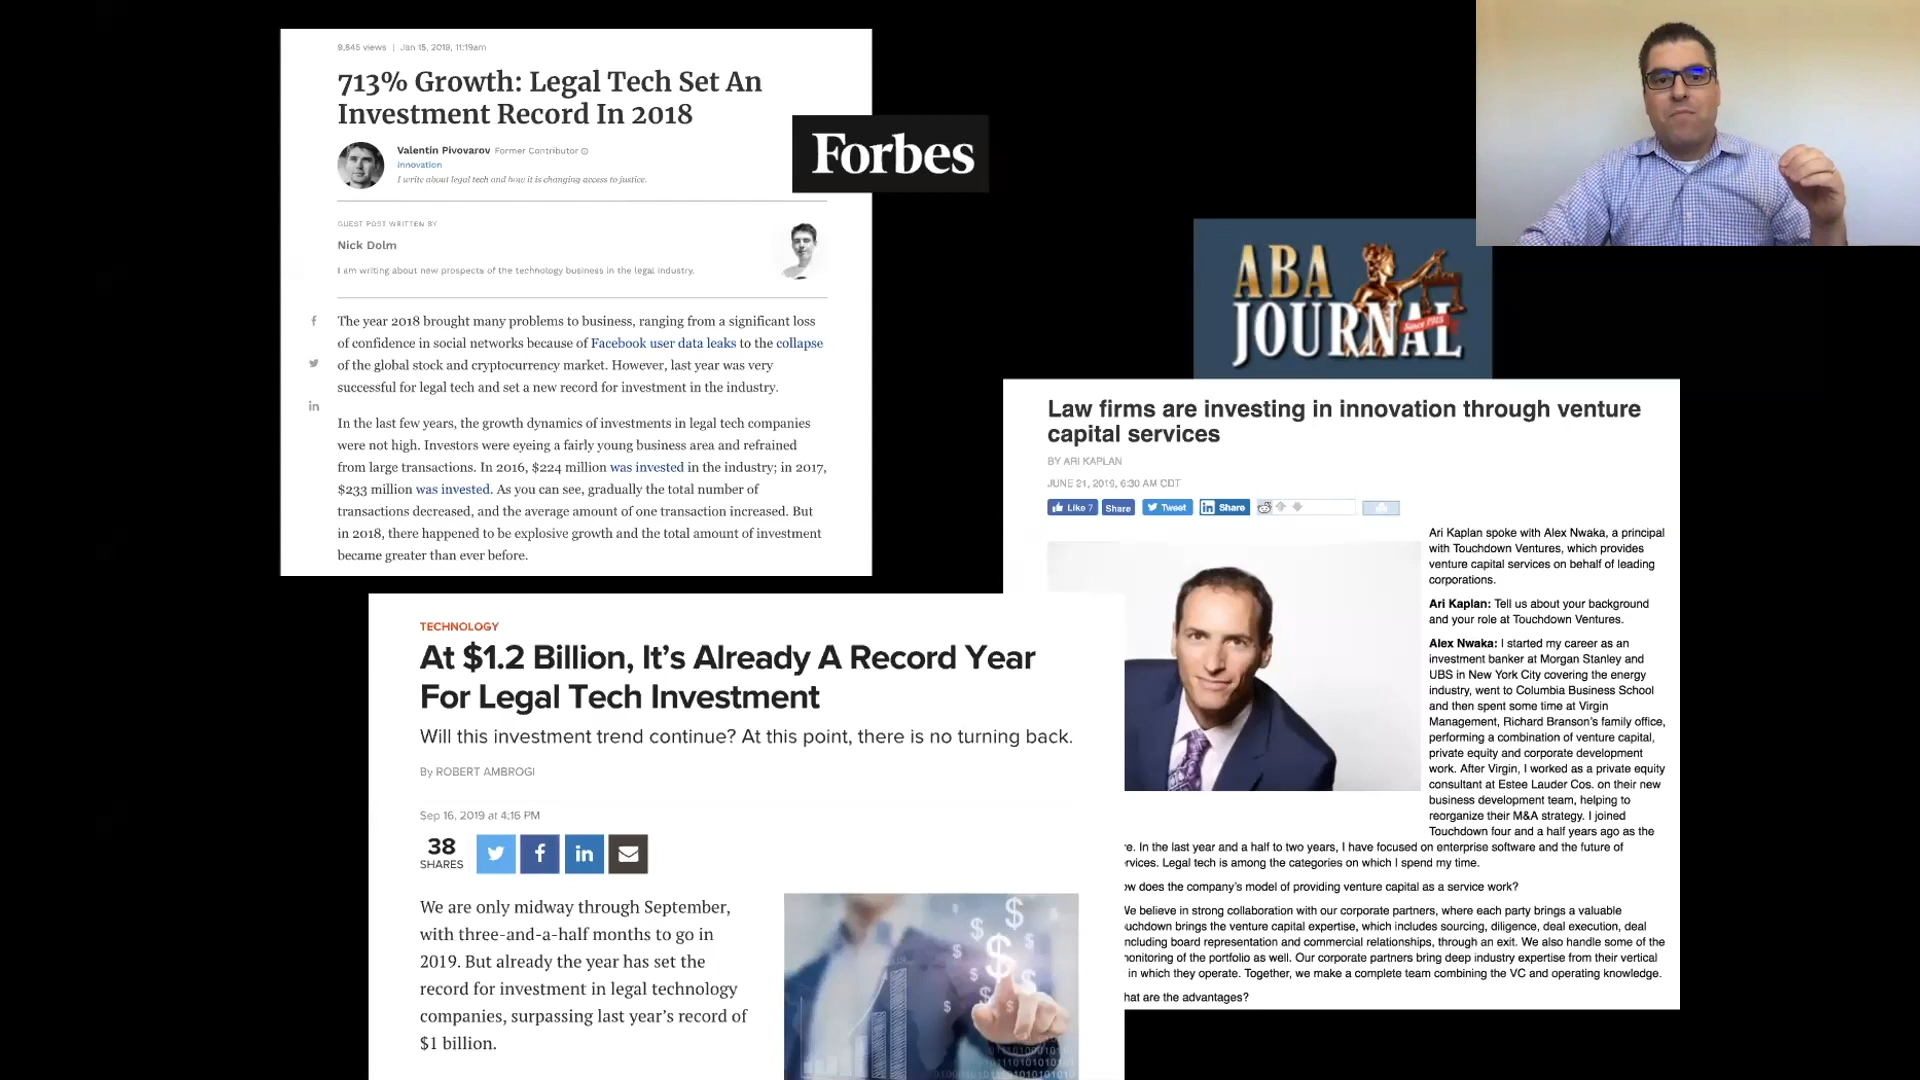 9,845 views | Jan 15, 2019, 11:19am
713% Growth: Legal Tech Set An
Investment Record In 2018
Valentin Pivovarov Former Contributor
Innovation
I write about legal tech and how it is changing access to justice.
GUEST POST WRITTEN BY
Nick Dolm
I am writing about new prospects of the technology business in the legal industry.
The year 2018 brought many problems to business, ranging from a significant loss
of confidence in social networks because of Facebook user data leaks to the collapse
of the global stock and cryptocurrency market. However, last year was very
successful for legal tech and set a new record for investment in the industry.
In the last few years, the growth dynamics of investments in legal tech companies
were not high. Investors were eyeing a fairly young business area and refrained
from large transactions. In 2016, $224 million was invested in the industry; in 2017,
$233 million was invested. As you can see, gradually the total number of
transactions decreased, and the average amount of one transaction increased. But
in 2018, there happened to be explosive growth and the total amount of investment
became greater than ever before.
Forbes
ABA
JOURNAL
Since 1915
Law firms are investing in innovation through venture
capital services
BY ARI KAPLAN
JUNE 21, 2019, 6:30 AM CDT
Like 7 Share Tweet Share
Ari Kaplan spoke with Alex Nwaka, a principal
with Touchdown Ventures, which provides
venture capital services on behalf of leading
corporations.
Ari Kaplan: Tell us about your background
and your role at Touchdown Ventures.
Alex Nwaka: I started my career as an
investment banker at Morgan Stanley and
UBS in New York City covering the energy
industry, went to Columbia Business School
and then spent some time at Virgin
Management, Richard Branson's family office,
performing a combination of venture capital,
private equity and corporate development
work. After Virgin, I worked as a private equity
consultant at Estee Lauder Cos. on their new
business development team, helping to
reorganize their M&A strategy. I joined
Touchdown four and a half years ago as the
re. In the last year and a half to two years, I have focused on enterprise software and the future of
rvices. Legal tech is among the categories on which I spend my time.
ow does the company's model of providing venture capital as a service work?
We believe in strong collaboration with our corporate partners, where each party brings a valuable
uchdown brings the venture capital expertise, which includes sourcing, diligence, deal execution, deal
ncluding board representation and commercial relationships, through an exit. We also handle some of the
nonitoring of the portfolio as well. Our corporate partners bring deep industry expertise from their vertical
in which they operate. Together, we make a complete team combining the VC and operating knowledge.
hat are the advantages?
TECHNOLOGY
At $1.2 Billion, It's Already A Record Year
For Legal Tech Investment
Will this investment trend continue? At this point, there is no turning back.
By ROBERT AMBROGI
Sep 16, 2019 at 4:16 PM
38
SHARES
We are only midway through September,
with three-and-a-half months to go in
2019. But already the year has set the
record for investment in legal technology
companies, surpassing last year's record of
$1 billion.